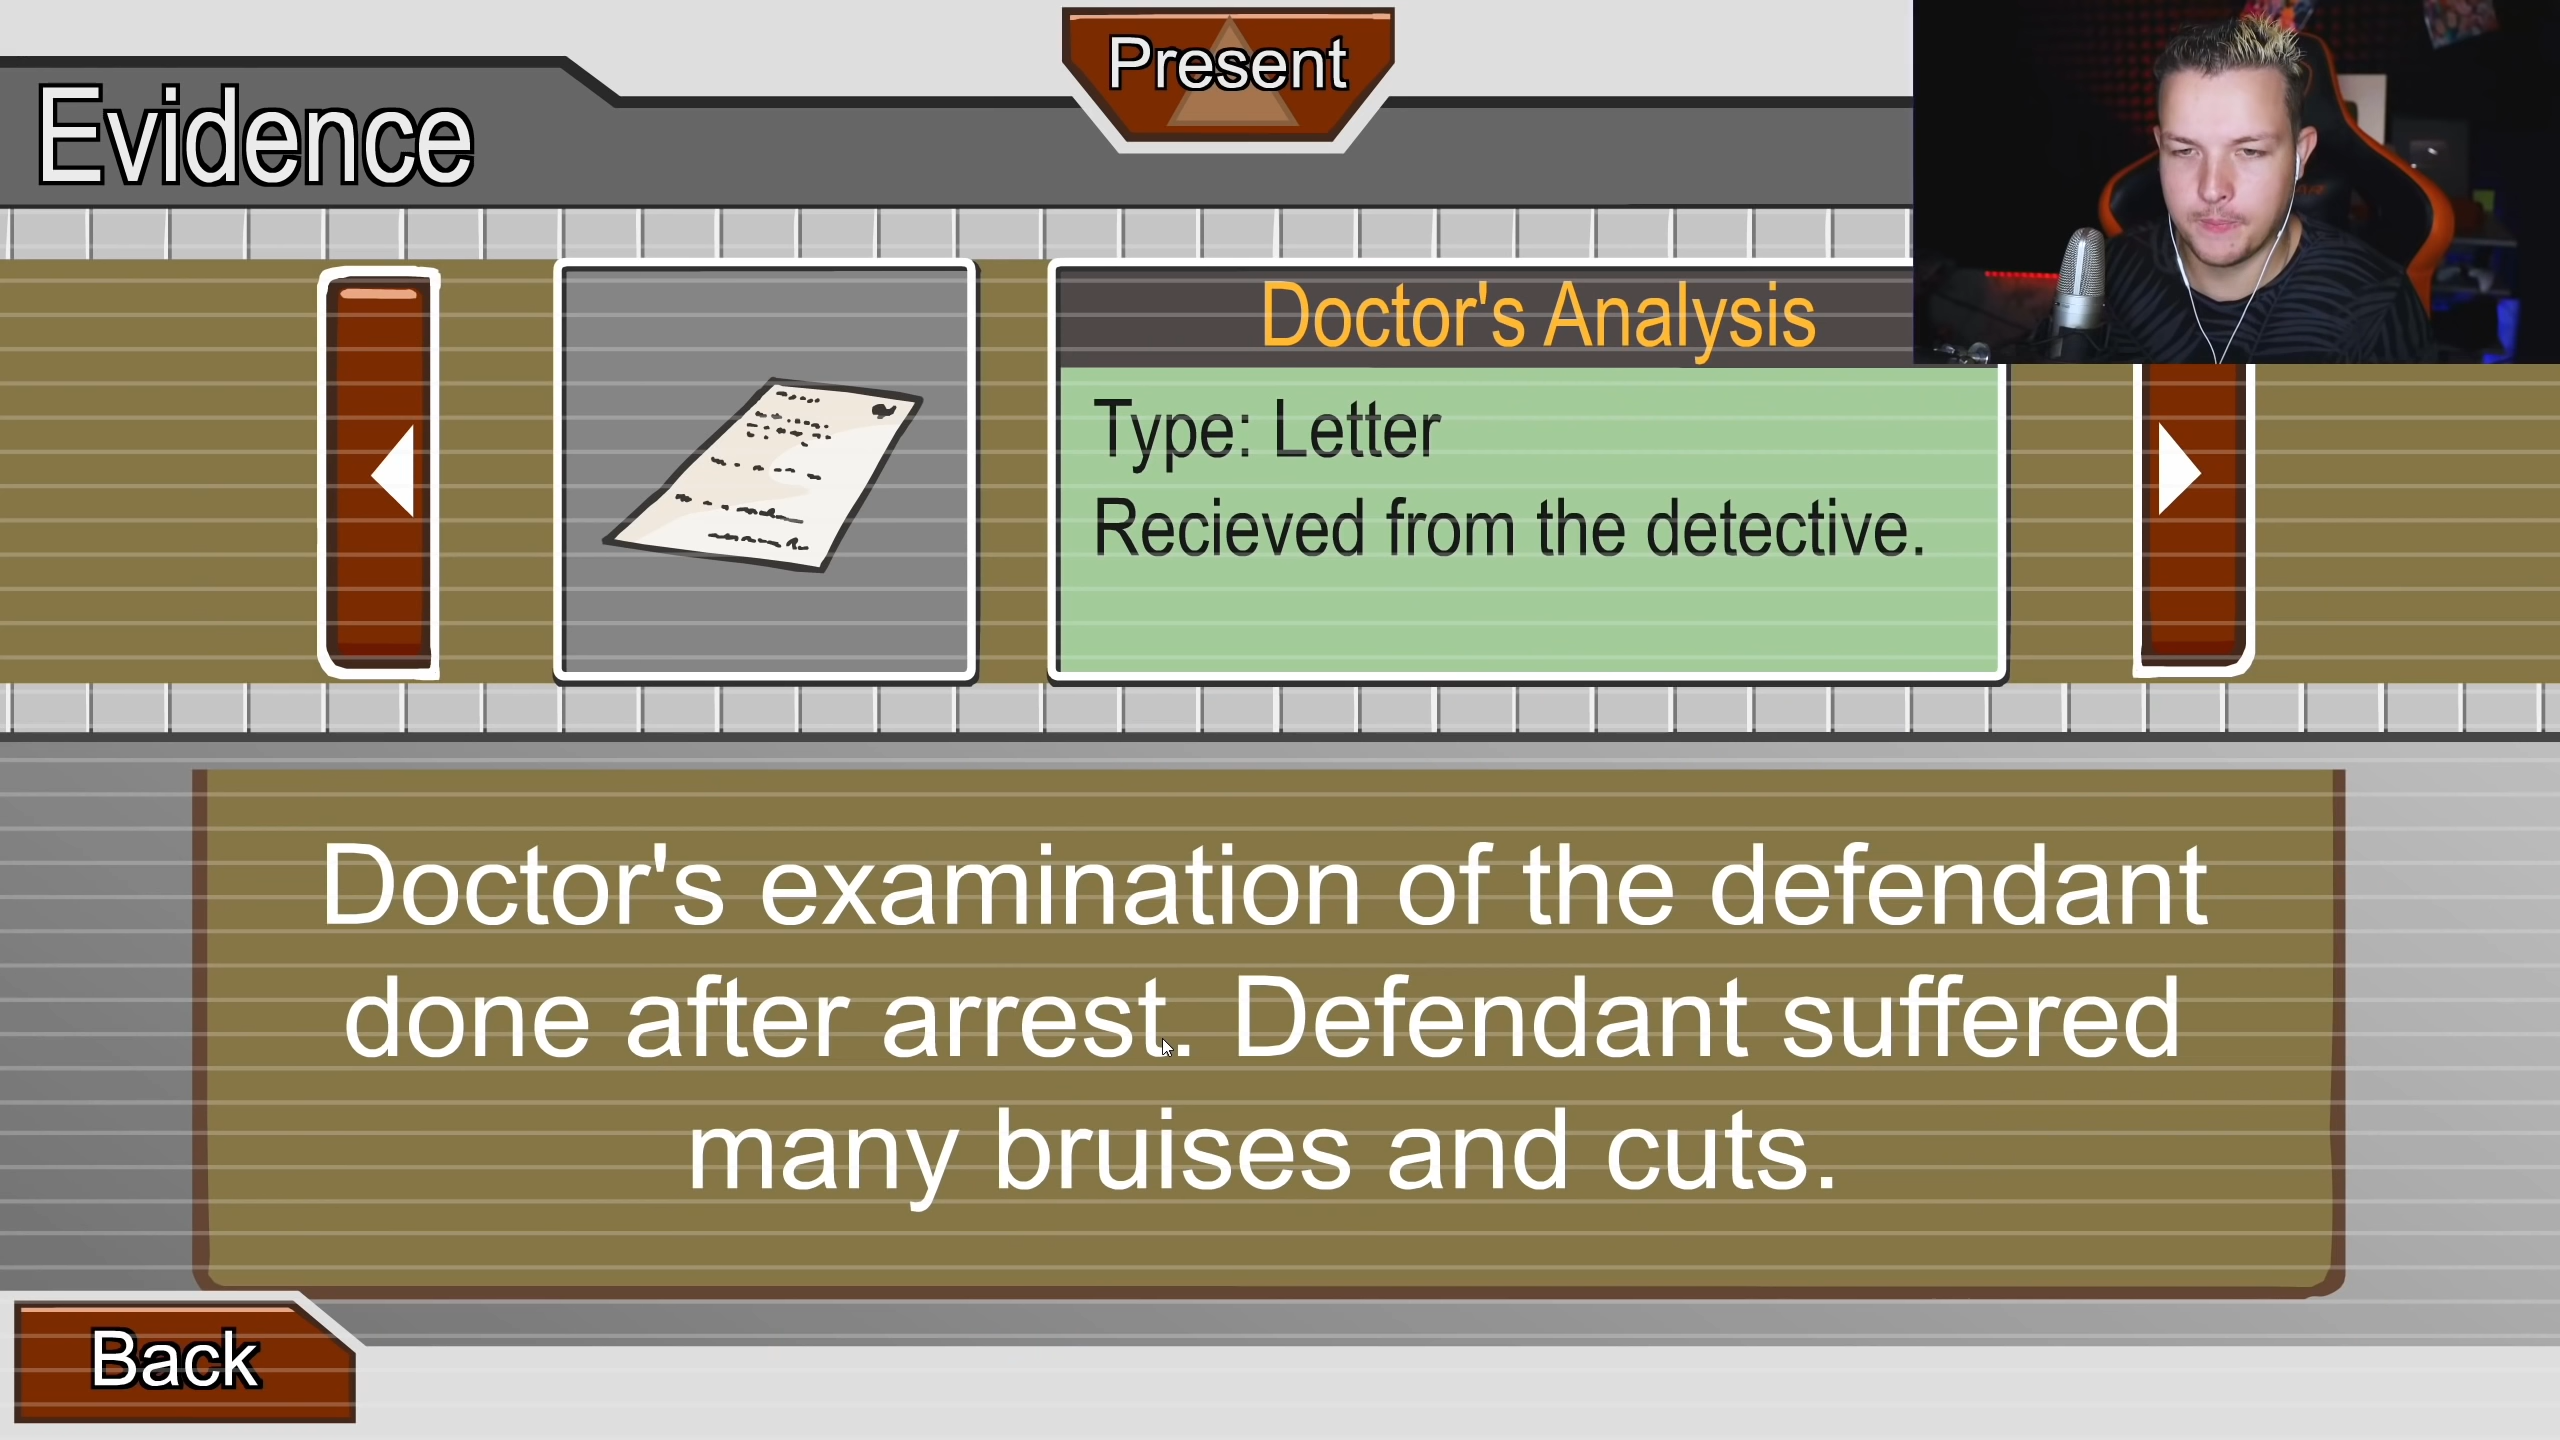 Present
Evidence
Doctor's Analysis
Type: Letter
Recieved from the detective.
Doctor's examination of the defendant
done after arrest. Defendant suffered
many bruises and cuts.
Back